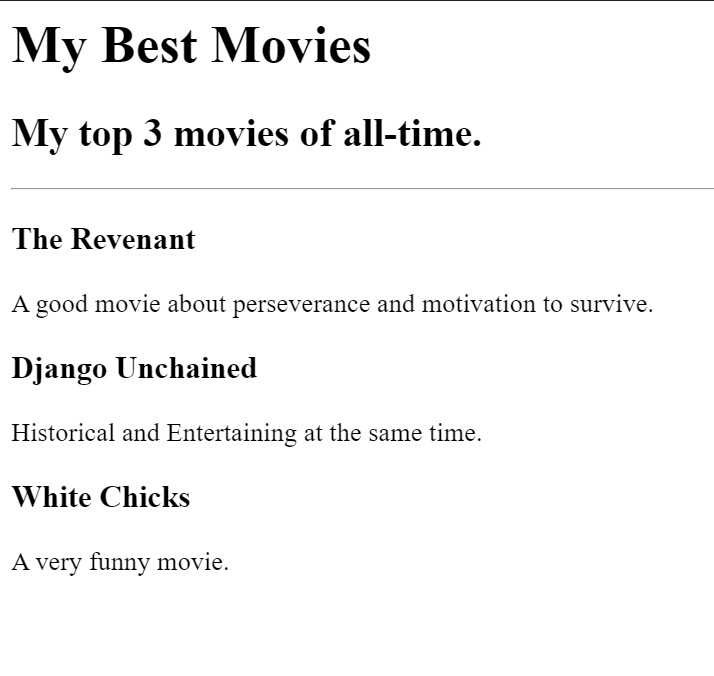 My Best Movies
My top 3 movies of all-time.
The Revenant
A good movie about perseverance and motivation to survive.
Django Unchained
Historical and Entertaining at the same time.
White Chicks
A very funny movie.